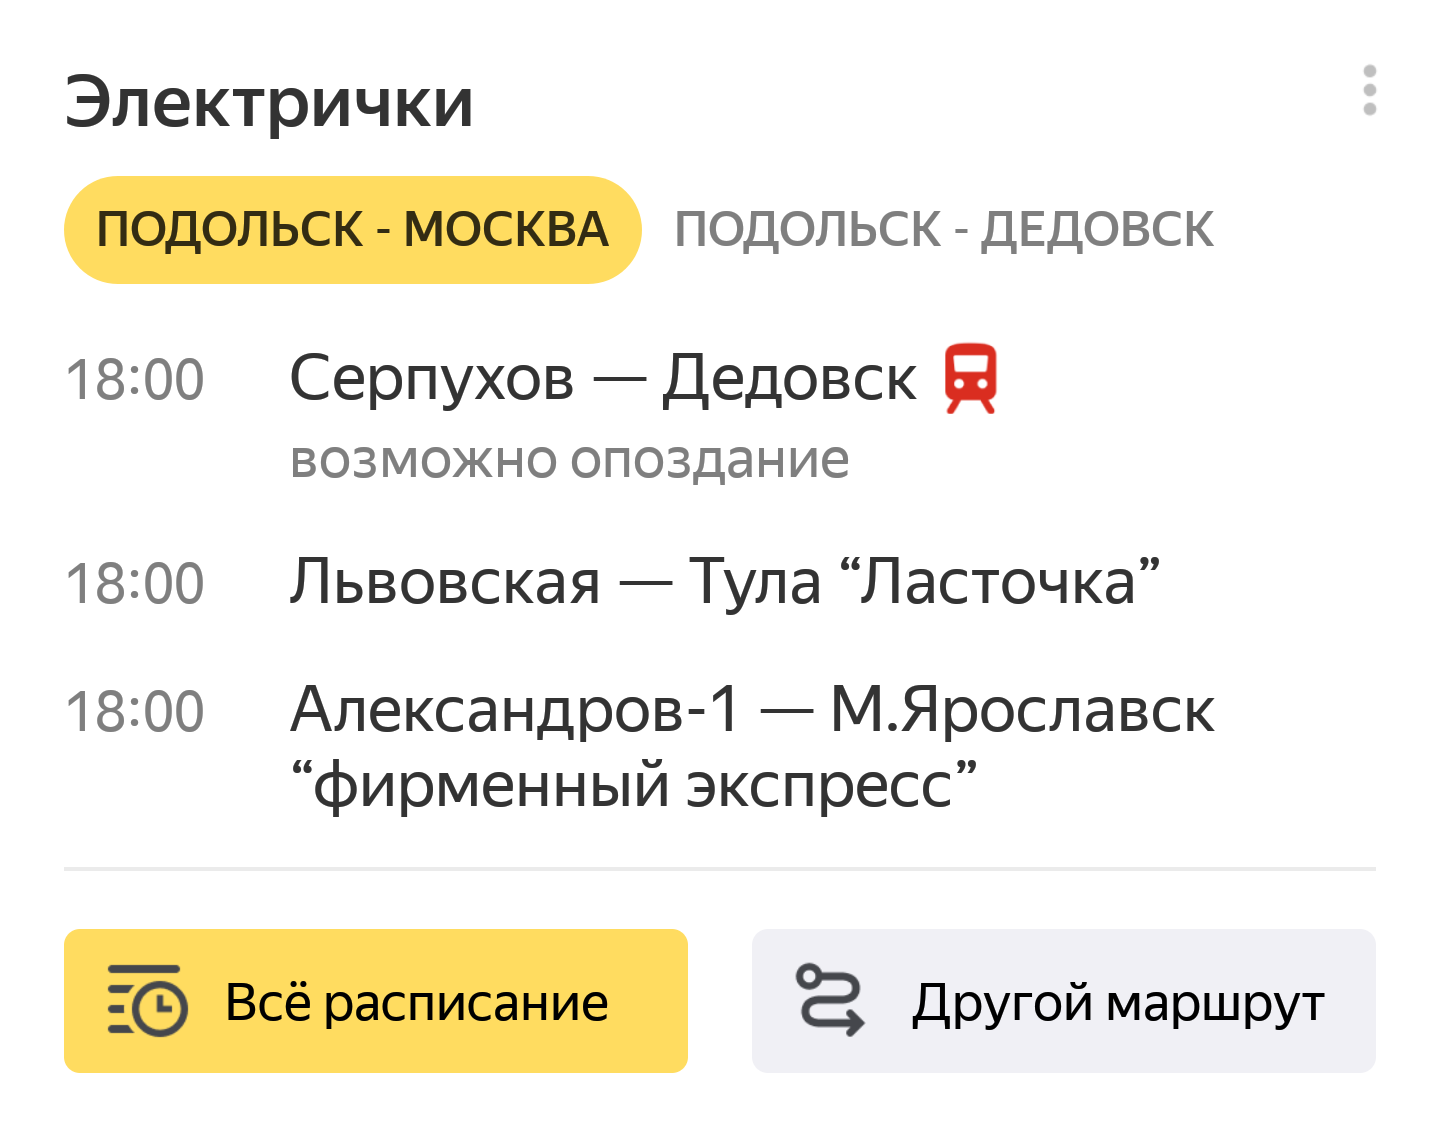 Электрички
ПОДОЛЬСК - МОСКВА ПОДОЛЬСК - ДЕДОВСК
18:00 Серпухов — Дедовск
возможно опоздание
18:00 Львовская — Тула “Ласточка”
18:00 Александров-1 — М.Ярославск
“фирменный экспресс”
Всё расписание Другой маршрут